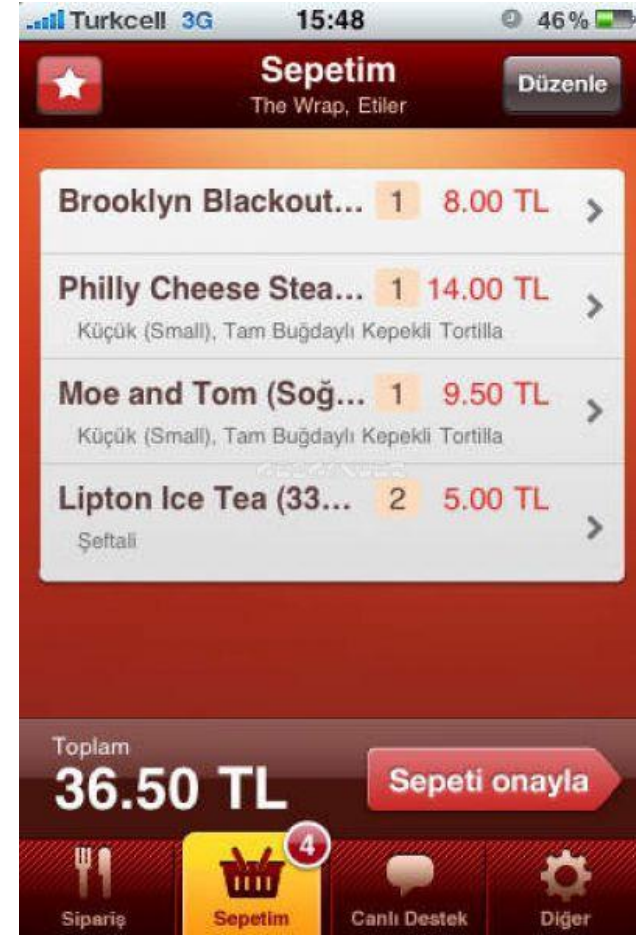 Turkcell 3G 15:48 46%
Sepetim
The Wrap, Etiler
Düzenle
Brooklyn Blackout... 1 8.00 TL
Philly Cheese Stea... 1 14.00 TL
Küçük (Small), Tam Buğdaylı Kepekli Tortilla
Moe and Tom (Soğ... 1 9.50 TL
Küçük (Small), Tam Buğdaylı Kepekli Tortilla
Lipton Ice Tea (33... 2 5.00 TL
Şeftali
Toplam
36.50 TL
Sepeti onayla
4
Sipariş Sepetim Canlı Destek Diğer